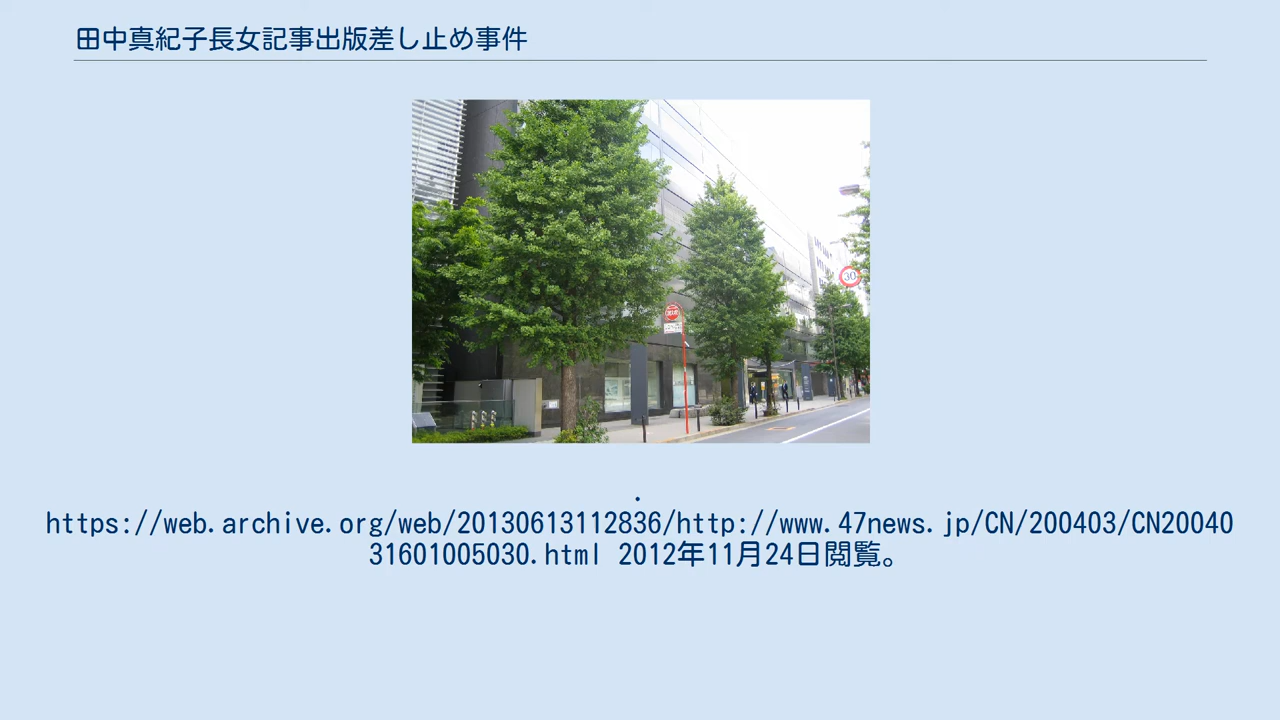 田中真紀子長女記事出版差し止め事件
30
.
https://web.archive.org/web/20130613112836/http://www.47news.jp/CN/200403/CN20040
31601005030.html 2012年11月24日閲覧。